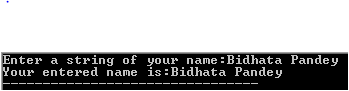 Enter a string of your name:Bidhata Pandey
Your entered name is:Bidhata Pandey
--------------------------------